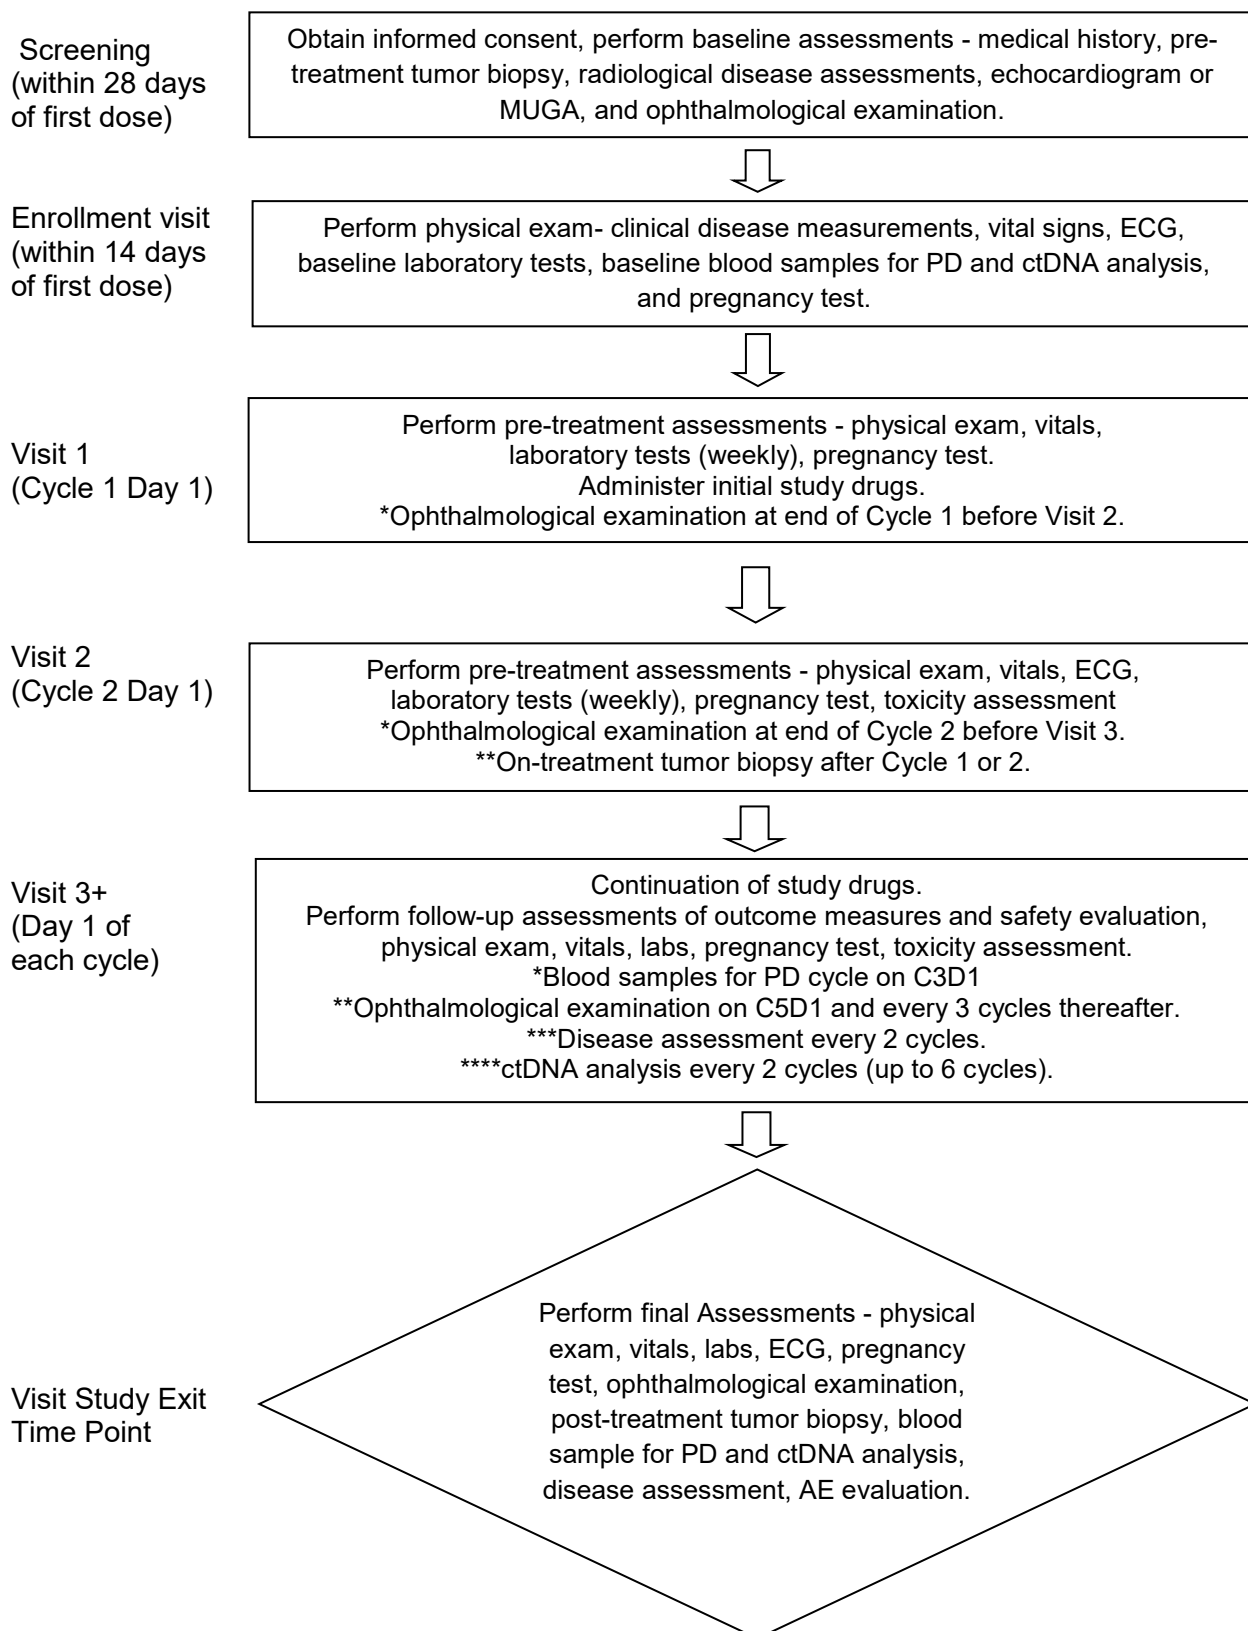 Screening
(within 28 days
of first dose)
Obtain informed consent, perform baseline assessments - medical history, pre-
treatment tumor biopsy, radiological disease assessments, echocardiogram or
MUGA, and ophthalmological examination.
Enrollment visit
(within 14 days
of first dose)
Perform physical exam- clinical disease measurements, vital signs, ECG,
baseline laboratory tests, baseline blood samples for PD and ctDNA analysis,
and pregnancy test.
Visit 1
(Cycle 1 Day 1)
Perform pre-treatment assessments - physical exam, vitals,
laboratory tests (weekly), pregnancy test.
Administer initial study drugs.
*Ophthalmological examination at end of Cycle 1 before Visit 2.
Visit 2
(Cycle 2 Day 1)
Perform pre-treatment assessments - physical exam, vitals, ECG,
laboratory tests (weekly), pregnancy test, toxicity assessment
*Ophthalmological examination at end of Cycle 2 before Visit 3.
**On-treatment tumor biopsy after Cycle 1 or 2.
Visit 3+
(Day 1 of
each cycle)
Continuation of study drugs.
Perform follow-up assessments of outcome measures and safety evaluation,
physical exam, vitals, labs, pregnancy test, toxicity assessment.
*Blood samples for PD cycle on C3D1
**Ophthalmological examination on C5D1 and every 3 cycles thereafter.
***Disease assessment every 2 cycles.
****ctDNA analysis every 2 cycles (up to 6 cycles).
Visit Study Exit
Time Point
Perform final Assessments - physical
exam, vitals, labs, ECG, pregnancy
test, ophthalmological examination,
post-treatment tumor biopsy, blood
sample for PD and ctDNA analysis,
disease assessment, AE evaluation.